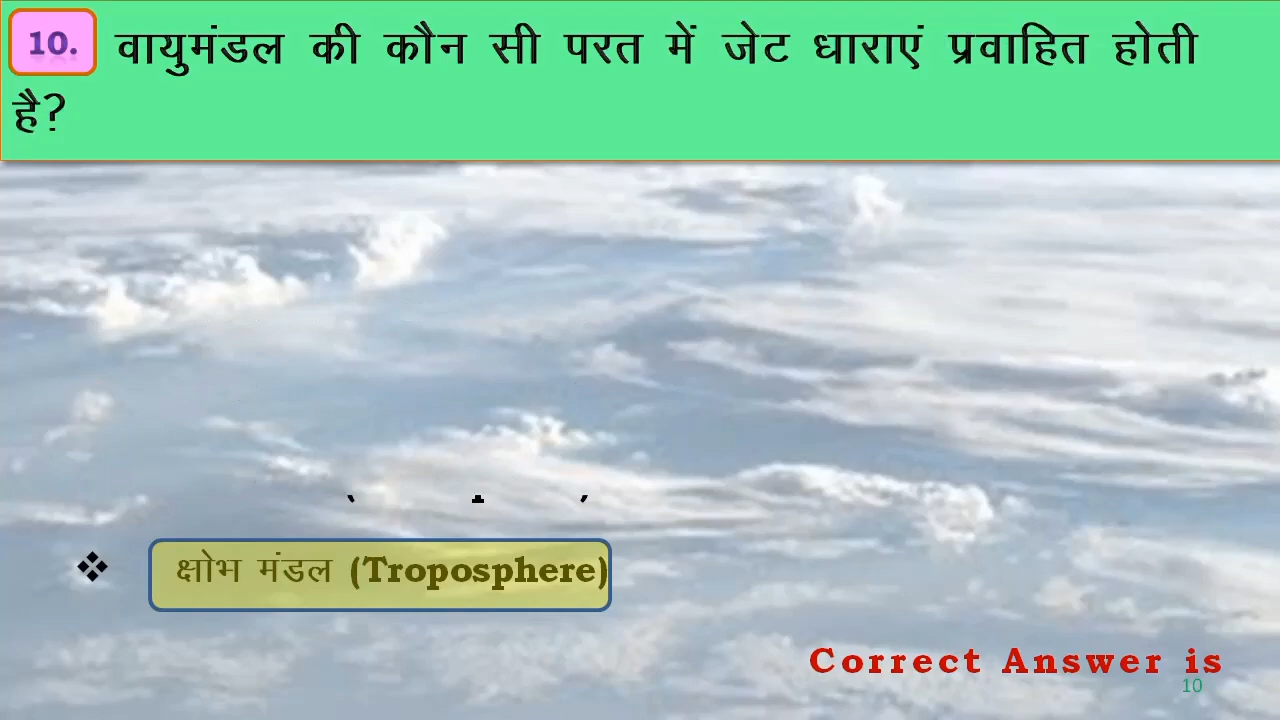 10. वायुमंडल की कौन सी परत में जेट धाराएं प्रवाहित होती
है?
❖ क्षोभ मंडल (Troposphere)
Correct Answer is
10